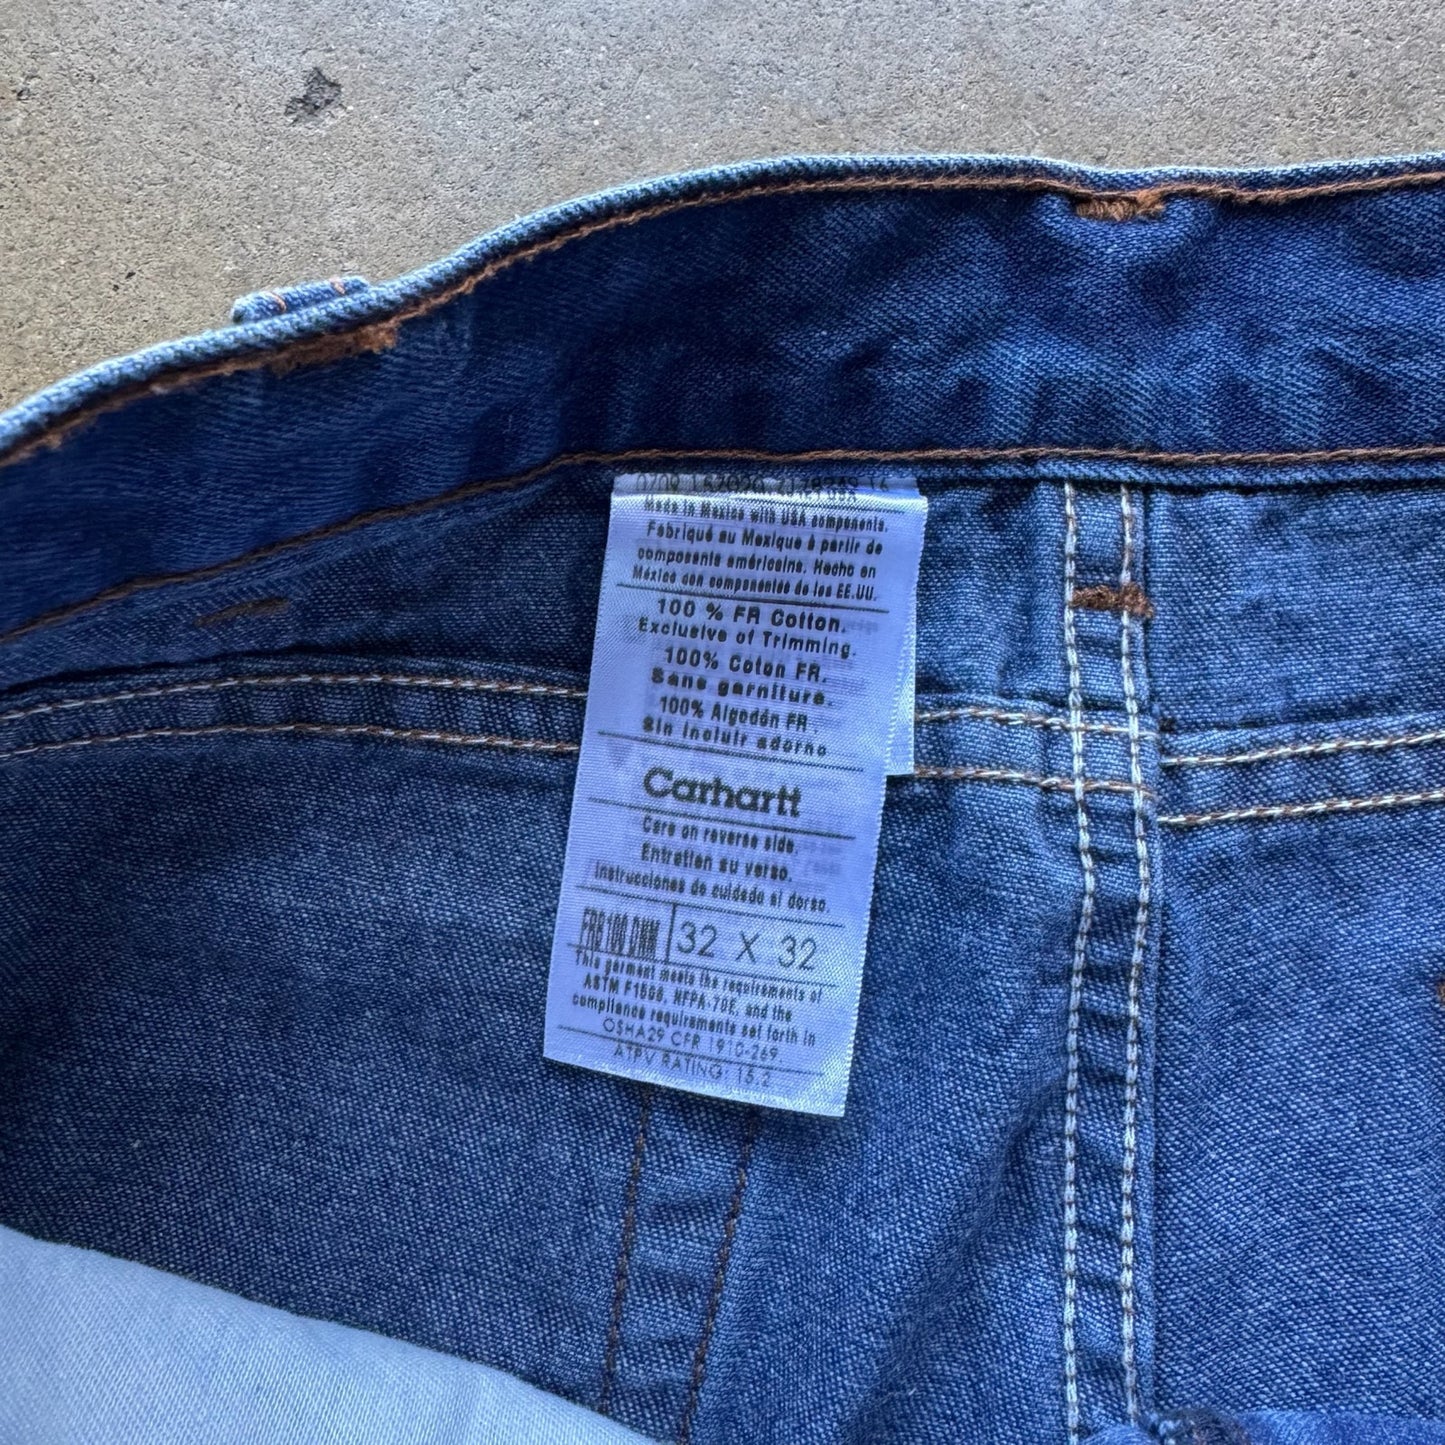 Made in Mexico with USA components.
Fabriqué au Mexique à partir de
composants américains. Hecho en
México con componentes de los EE.UU.
100 % FR Cotton.
Exclusive of Trimming.
100% Coton FR.
Sans garniture.
100% Algodón FR.
Sin incluir adorno
Carhartt
Care on reverse side.
Entretien au verso.
Instrucciones de cuidado al dorso.
FRB100 DNM 32 X 32
This garment meets the requirements of
ASTM F1506, NFPA-70E, and the
compliance requirements set forth in
OSHA29 CFR 1910-269
ATPV RATING: 15.2